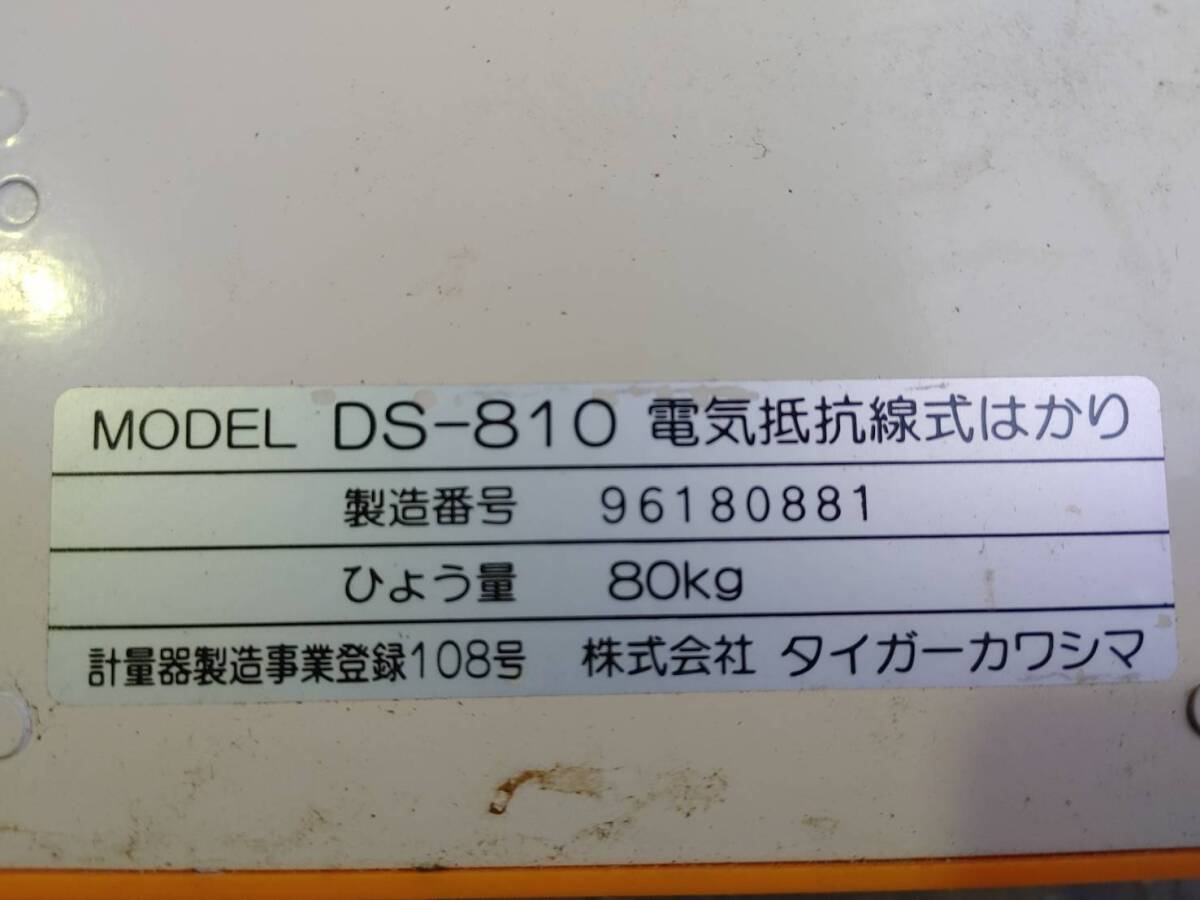 MODEL DS-810 電気抵抗線式はかり
製造番号 96180881
ひょう量 80kg
計量器製造事業登録108号 株式会社 タイガーカワシマ